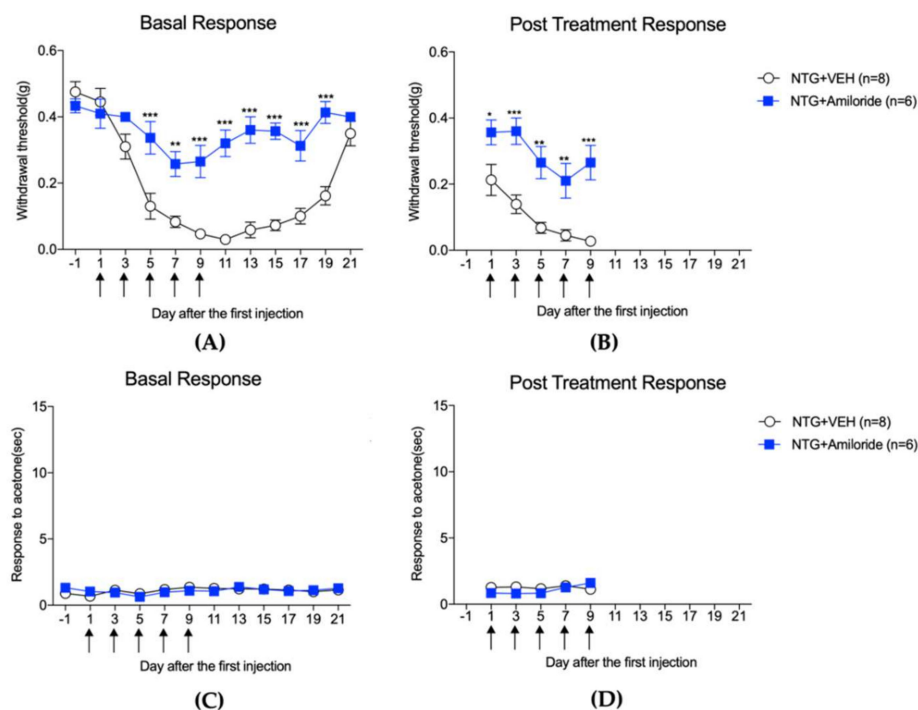 Basal Response
Post Treatment Response
NTG+VEH (n=8)
NTG+Amiloride (n=6)
Withdrawal threshold(g)
0.6
0.4
0.2
0.0
*** ** *** *** *** *** *** ***
-1 1 3 5 7 9 11 13 15 17 19 21
Day after the first injection
(A)
Withdrawal threshold(g)
0.6
0.4
0.2
0.0
* *** ** ** ***
-1 1 3 5 7 9 11 13 15 17 19 21
Day after the first injection
(B)
Basal Response
Post Treatment Response
NTG+VEH (n=8)
NTG+Amiloride (n=6)
Response to acetone(sec)
15
10
5
0
-1 1 3 5 7 9 11 13 15 17 19 21
Day after the first injection
(C)
Response to acetone(sec)
15
10
5
0
-1 1 3 5 7 9 11 13 15 17 19 21
Day after the first injection
(D)